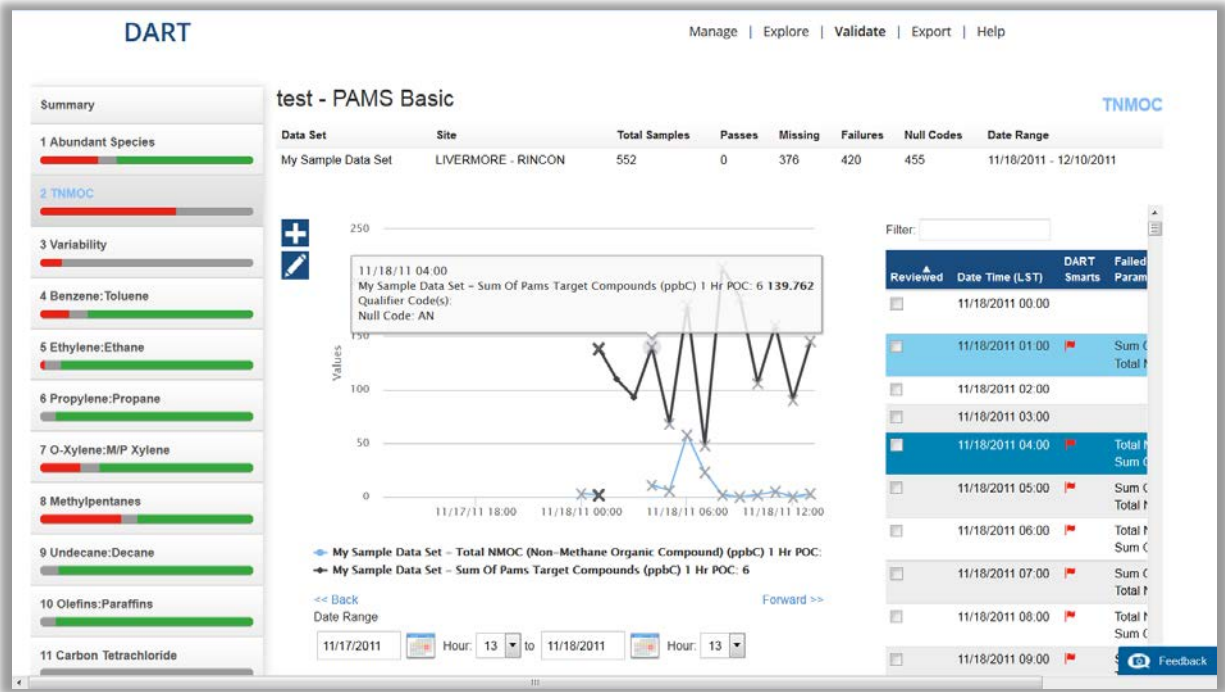 DART
Manage | Explore | Validate | Export | Help
Summary
1 Abundant Species
2 TNMOC
3 Variability
4 Benzene:Toluene
5 Ethylene:Ethane
6 Propylene:Propane
7 O-Xylene:M/P Xylene
8 Methylpentanes
9 Undecane:Decane
10 Olefins:Paraffins
11 Carbon Tetrachloride
test - PAMS Basic
TNMOC
Data Set Site Total Samples Passes Missing Failures Null Codes Date Range
My Sample Data Set LIVERMORE - RINCON 552 0 376 420 455 11/18/2011 - 12/10/2011
250
11/18/11 04:00
My Sample Data Set – Sum Of Pams Target Compounds (ppbC) 1 Hr POC: 6 139.762
Qualifier Code(s):
Null Code: AN
150
100
50
0
Values
11/17/11 18:00 11/18/11 00:00 11/18/11 06:00 11/18/11 12:00
My Sample Data Set – Total NMOC (Non-Methane Organic Compound) (ppbC) 1 Hr POC:
My Sample Data Set – Sum Of Pams Target Compounds (ppbC) 1 Hr POC: 6
<< Back Forward >>
Date Range
11/17/2011 Hour: 13 to 11/18/2011 Hour: 13
Filter:
Reviewed Date Time (LST) DART Smarts Failed Param
11/18/2011 00:00
11/18/2011 01:00 Sum
Total
11/18/2011 02:00
11/18/2011 03:00
11/18/2011 04:00 Total
Sum
11/18/2011 05:00 Sum
Total
11/18/2011 06:00 Total
Sum
11/18/2011 07:00 Sum
Total
11/18/2011 08:00 Total
Sum
11/18/2011 09:00
Feedback